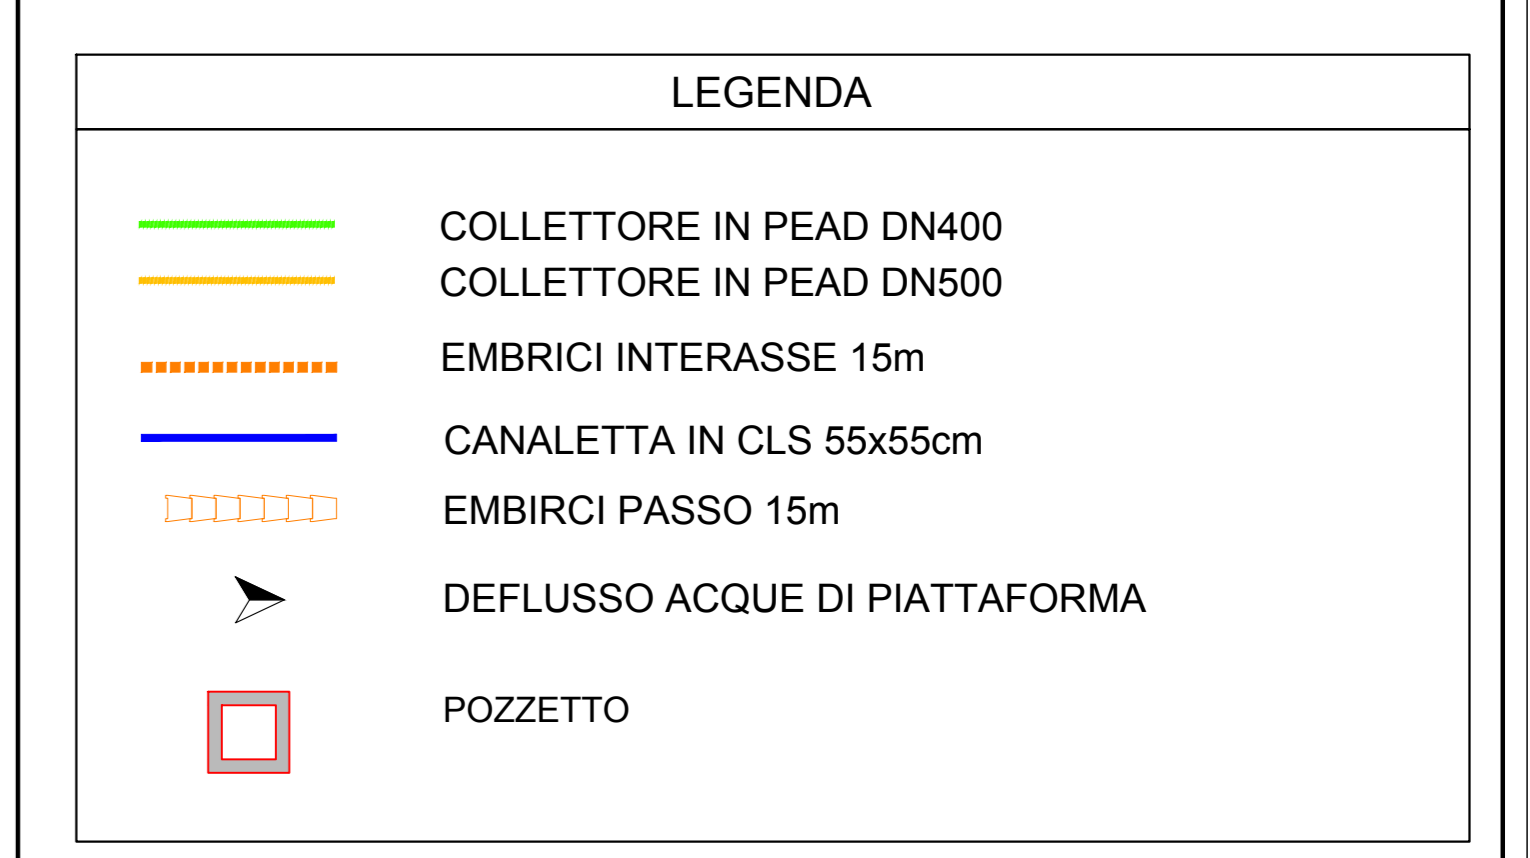 LEGENDA
COLLETTORE IN PEAD DN400
COLLETTORE IN PEAD DN500
EMBRICI INTERASSE 15m
CANALETTA IN CLS 55x55cm
EMBIRCI PASSO 15m
DEFLUSSO ACQUE DI PIATTAFORMA
POZZETTO